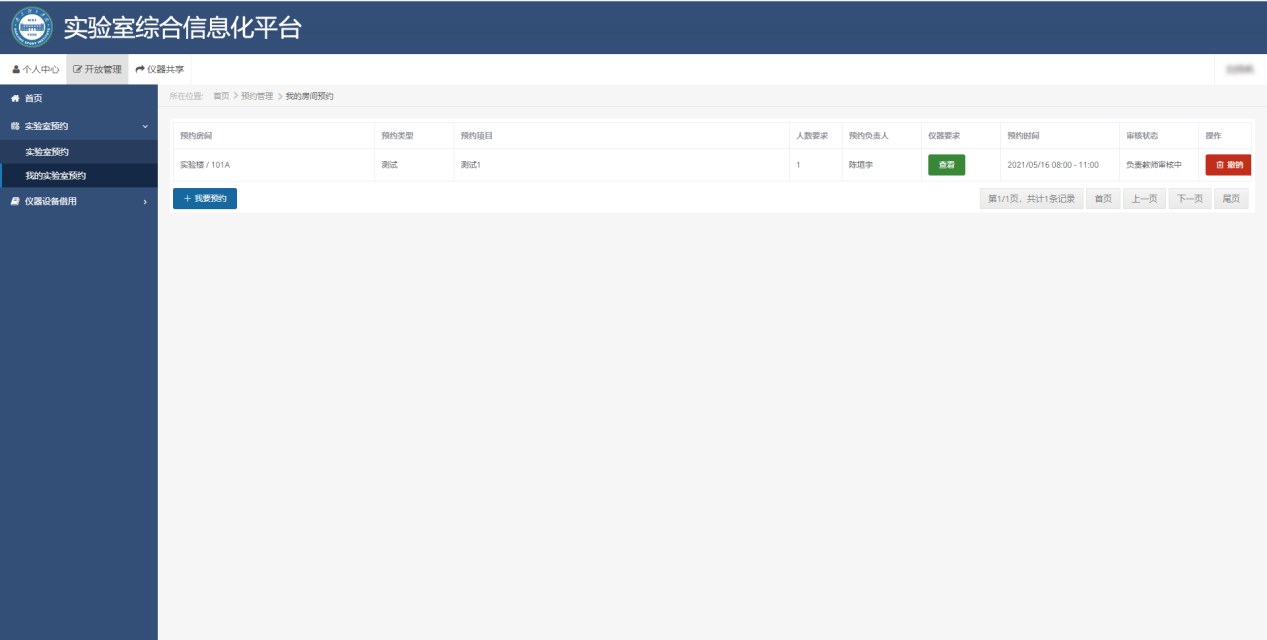 实验室综合信息化平台
个人中心 开放管理 仪器共享
首页
实验室预约
实验室预约
我的实验室预约
仪器设备借用
所在位置: 首页 > 预约管理 > 我的房间预约
预约房间 预约类型 预约项目 人数要求 预约负责人 仪器要求 预约时间 审核状态 操作
实验楼 / 101A 测试 测试1 1 陈垣宇 查看 2021/05/16 08:00 - 11:00 负责教师审核中 撤销
+ 我要预约 第1/1页, 共计1条记录 首页 上一页 下一页 尾页